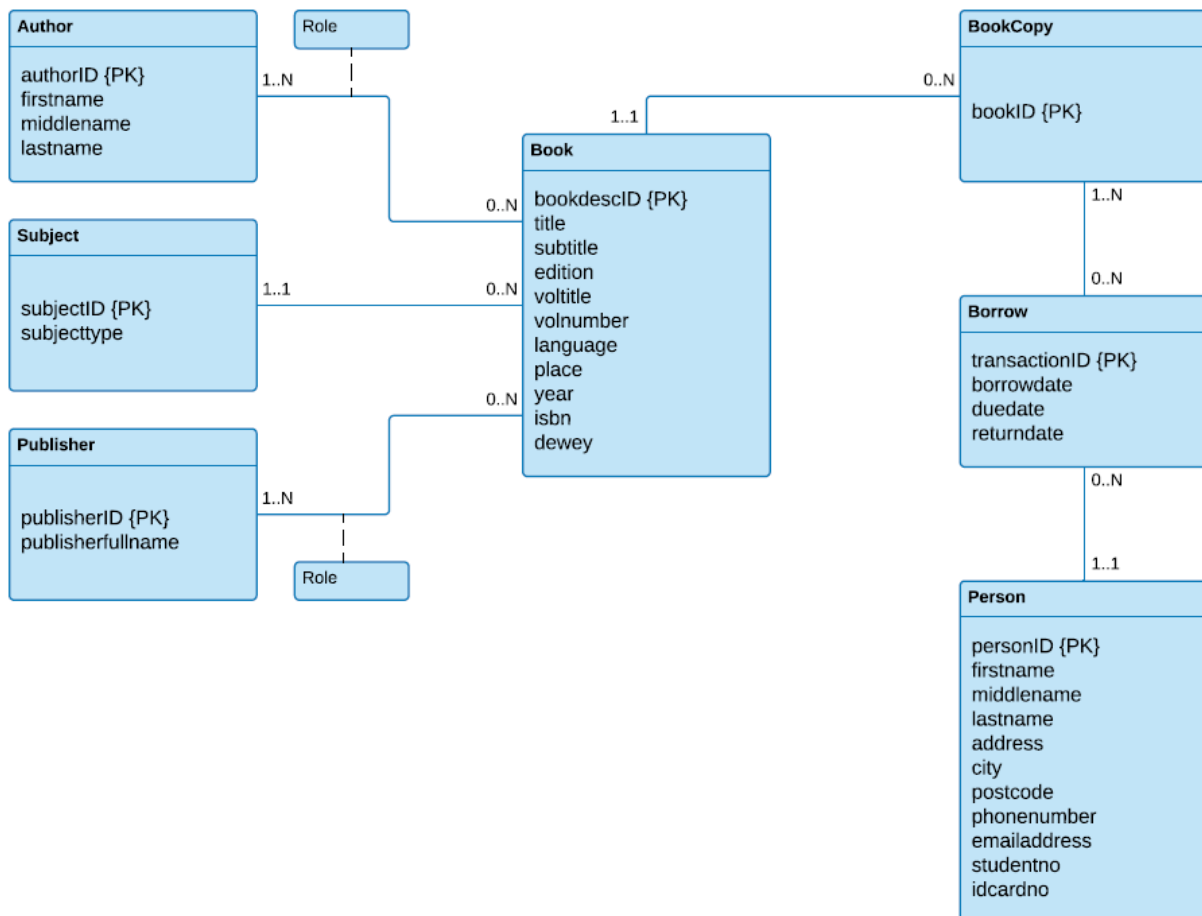 Author
authorID {PK}
firstname
middlename
lastname
Role
1..N
0..N
Subject
subjectID {PK}
subjecttype
1..1
0..N
Publisher
publisherID {PK}
publisherfullname
1..N
0..N
Role
Book
bookdescID {PK}
title
subtitle
edition
voltitle
volnumber
language
place
year
isbn
dewey
1..1
0..N
BookCopy
bookID {PK}
1..N
0..N
Borrow
transactionID {PK}
borrowdate
duedate
returndate
0..N
1..1
Person
personID {PK}
firstname
middlename
lastname
address
city
postcode
phonenumber
emailaddress
studentno
idcardno